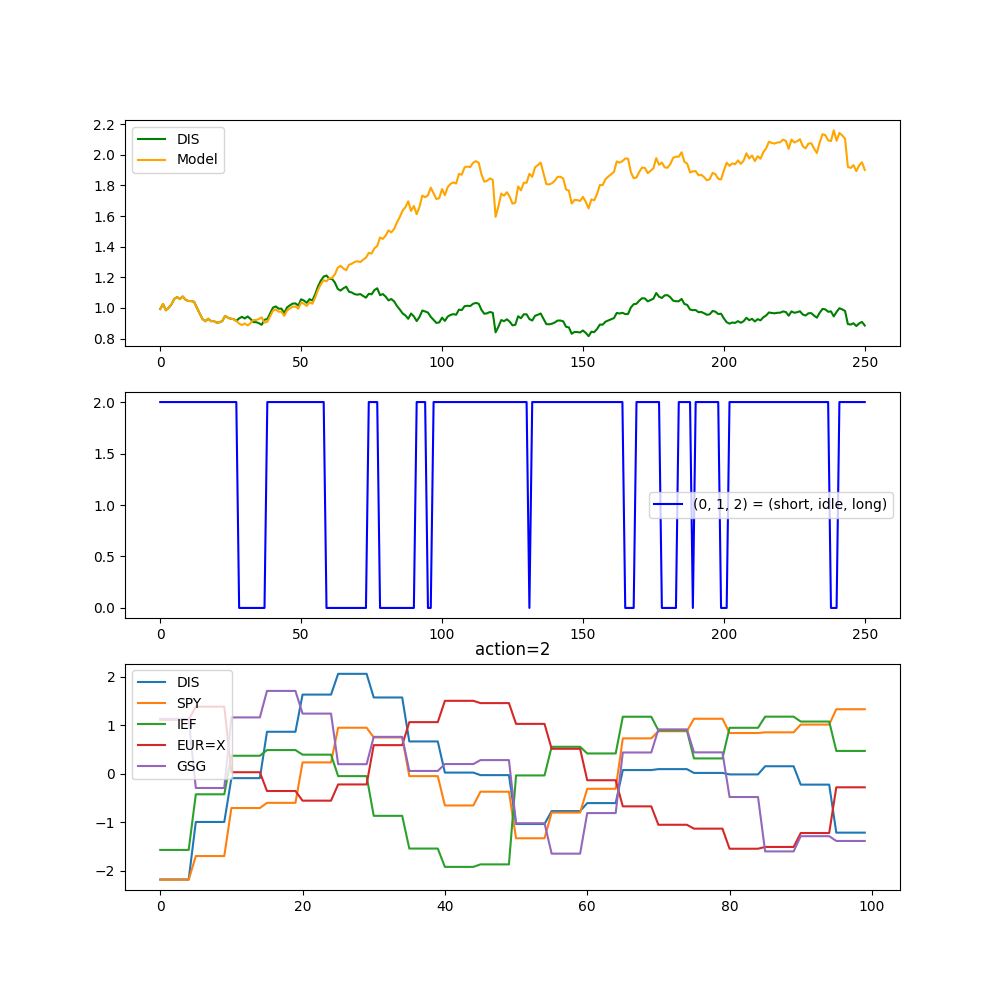 2.2
2.0
1.8
1.6
1.4
1.2
1.0
0.8
DIS
Model
0 50 100 150 200 250
2.0
1.5
1.0
0.5
0.0
(0, 1, 2) = (short, idle, long)
0 50 100 150 200 250
action=2
2
1
0
−1
−2
DIS
SPY
IEF
EUR=X
GSG
0 20 40 60 80 100